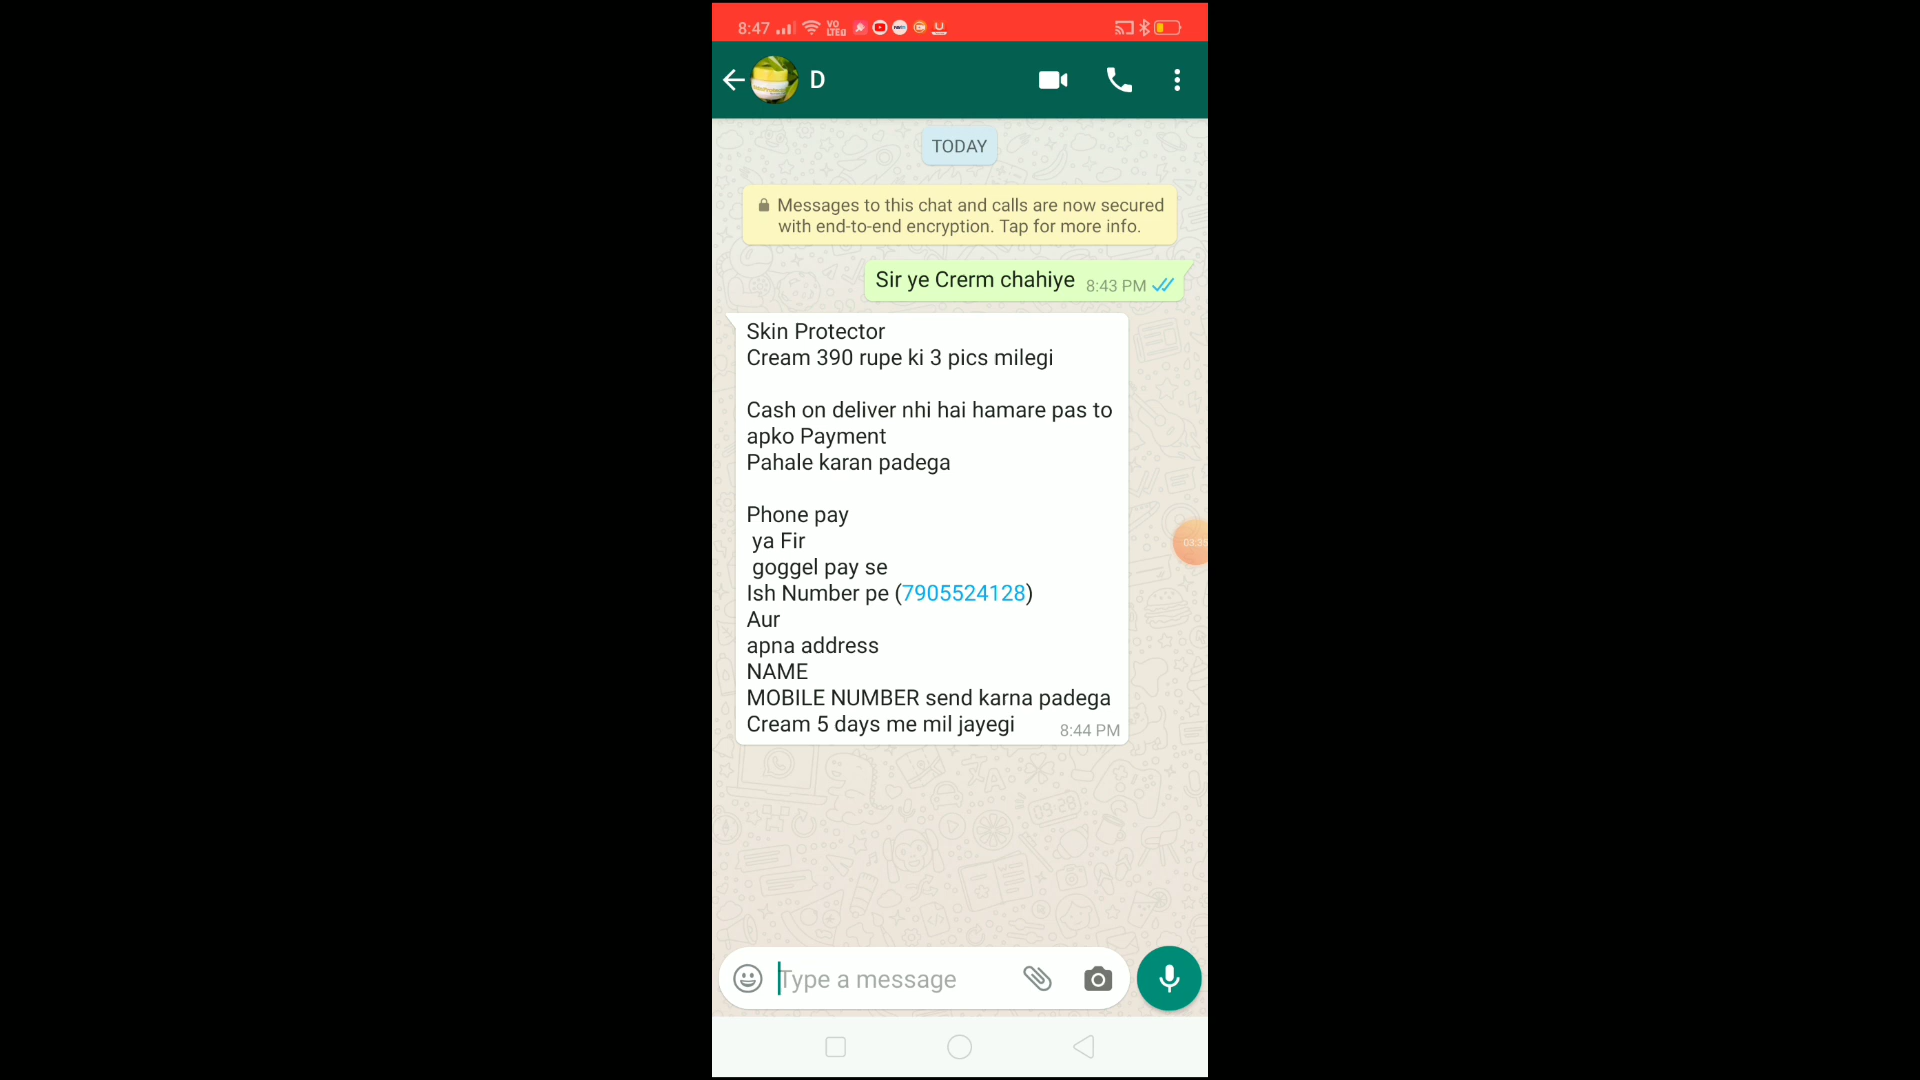 8:47
VO
LTE
D
TODAY
Messages to this chat and calls are now secured
with end-to-end encryption. Tap for more info.
Sir ye Crerm chahiye 8:43 PM
Skin Protector
Cream 390 rupe ki 3 pics milegi
Cash on deliver nhi hai hamare pas to
apko Payment
Pahale karan padega
Phone pay
ya Fir
goggel pay se
Ish Number pe (7905524128)
Aur
apna address
NAME
MOBILE NUMBER send karna padega
Cream 5 days me mil jayegi 8:44 PM
Type a message